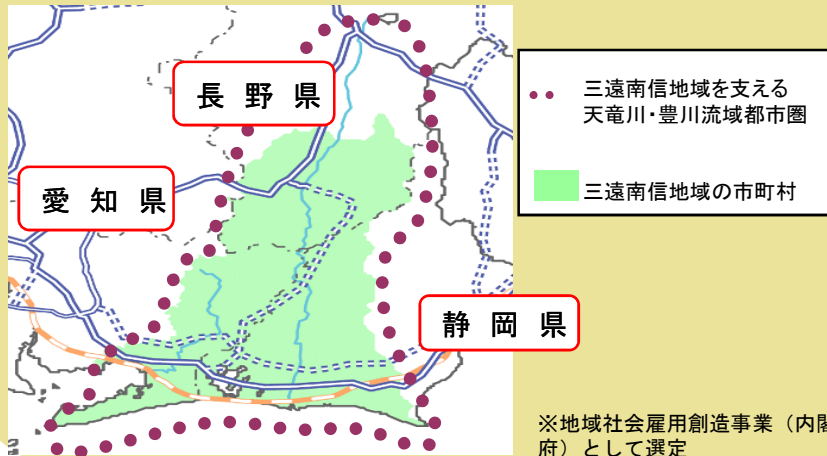 長野県
愛知県
静岡県
三遠南信地域を支える
天竜川・豊川流域都市圏
三遠南信地域の市町村
※地域社会雇用創造事業（内閣
府）として選定